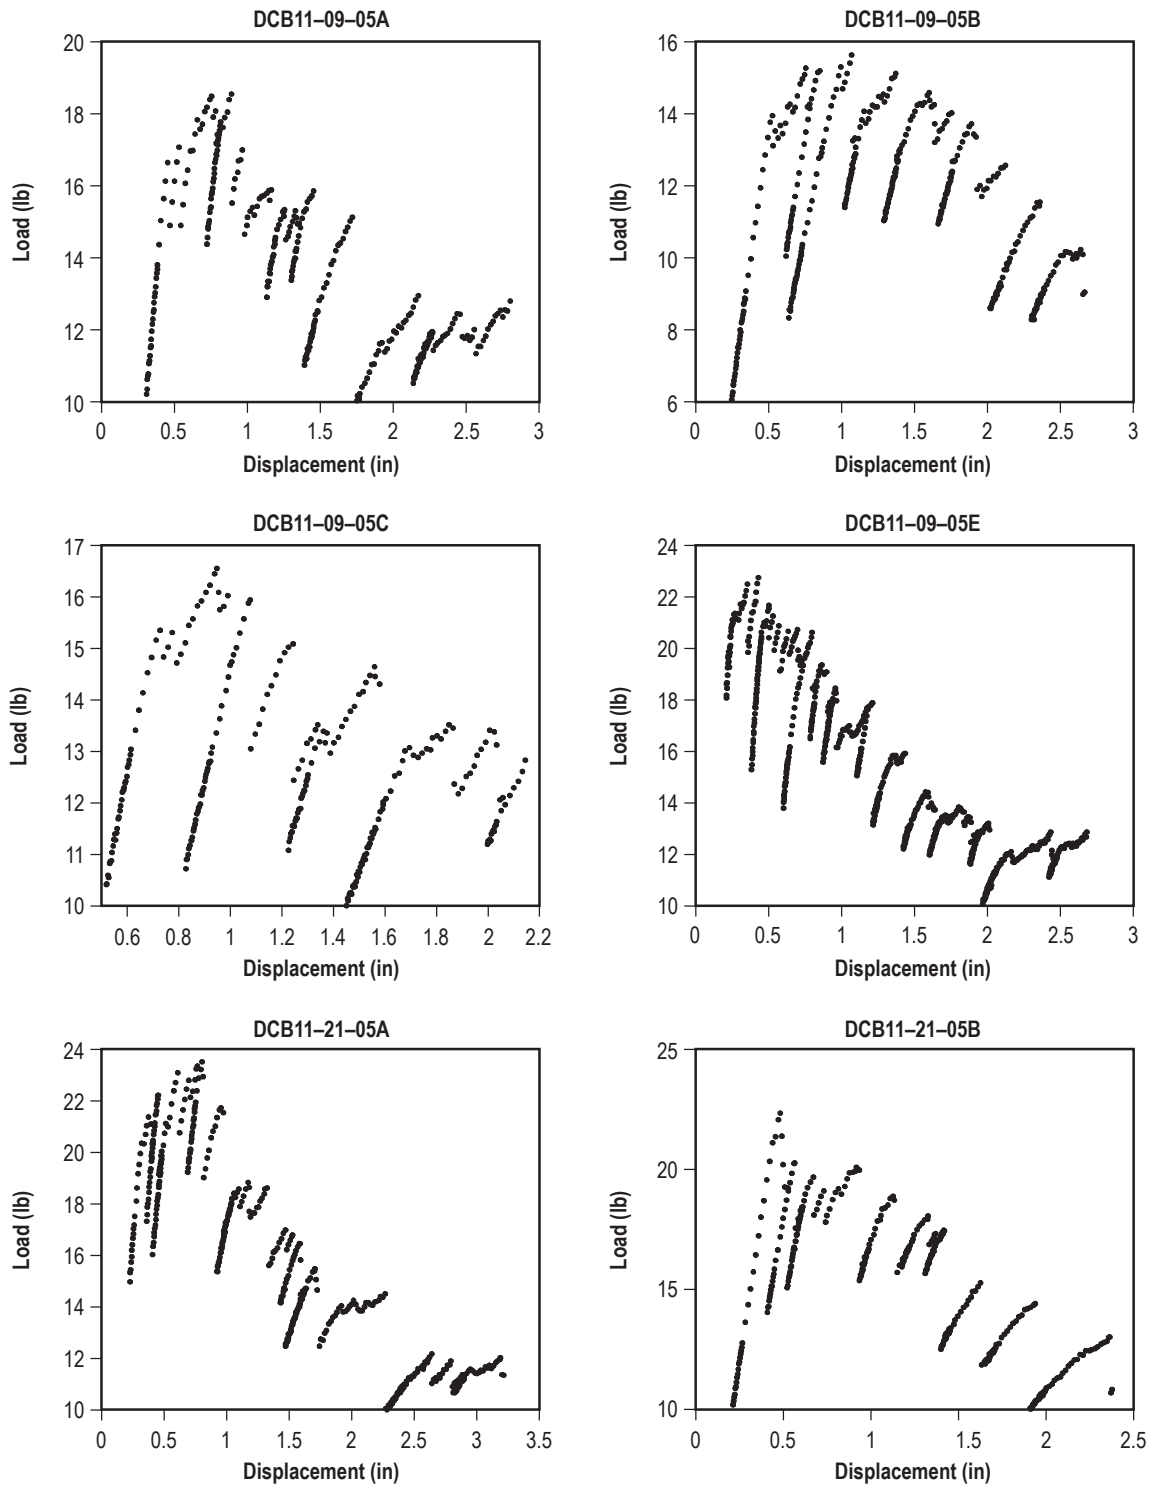 DCB11–09–05A
20
18
16
14
12
10
Load (lb)
0 0.5 1 1.5 2 2.5 3
Displacement (in)
DCB11–09–05B
16
14
12
10
8
6
Load (lb)
0 0.5 1 1.5 2 2.5 3
Displacement (in)
DCB11–09–05C
17
16
15
14
13
12
11
10
Load (lb)
0.6 0.8 1 1.2 1.4 1.6 1.8 2 2.2
Displacement (in)
DCB11–09–05E
24
22
20
18
16
14
12
10
Load (lb)
0 0.5 1 1.5 2 2.5 3
Displacement (in)
DCB11–21–05A
24
22
20
18
16
14
12
10
Load (lb)
0 0.5 1 1.5 2 2.5 3 3.5
Displacement (in)
DCB11–21–05B
25
20
15
10
Load (lb)
0 0.5 1 1.5 2 2.5
Displacement (in)